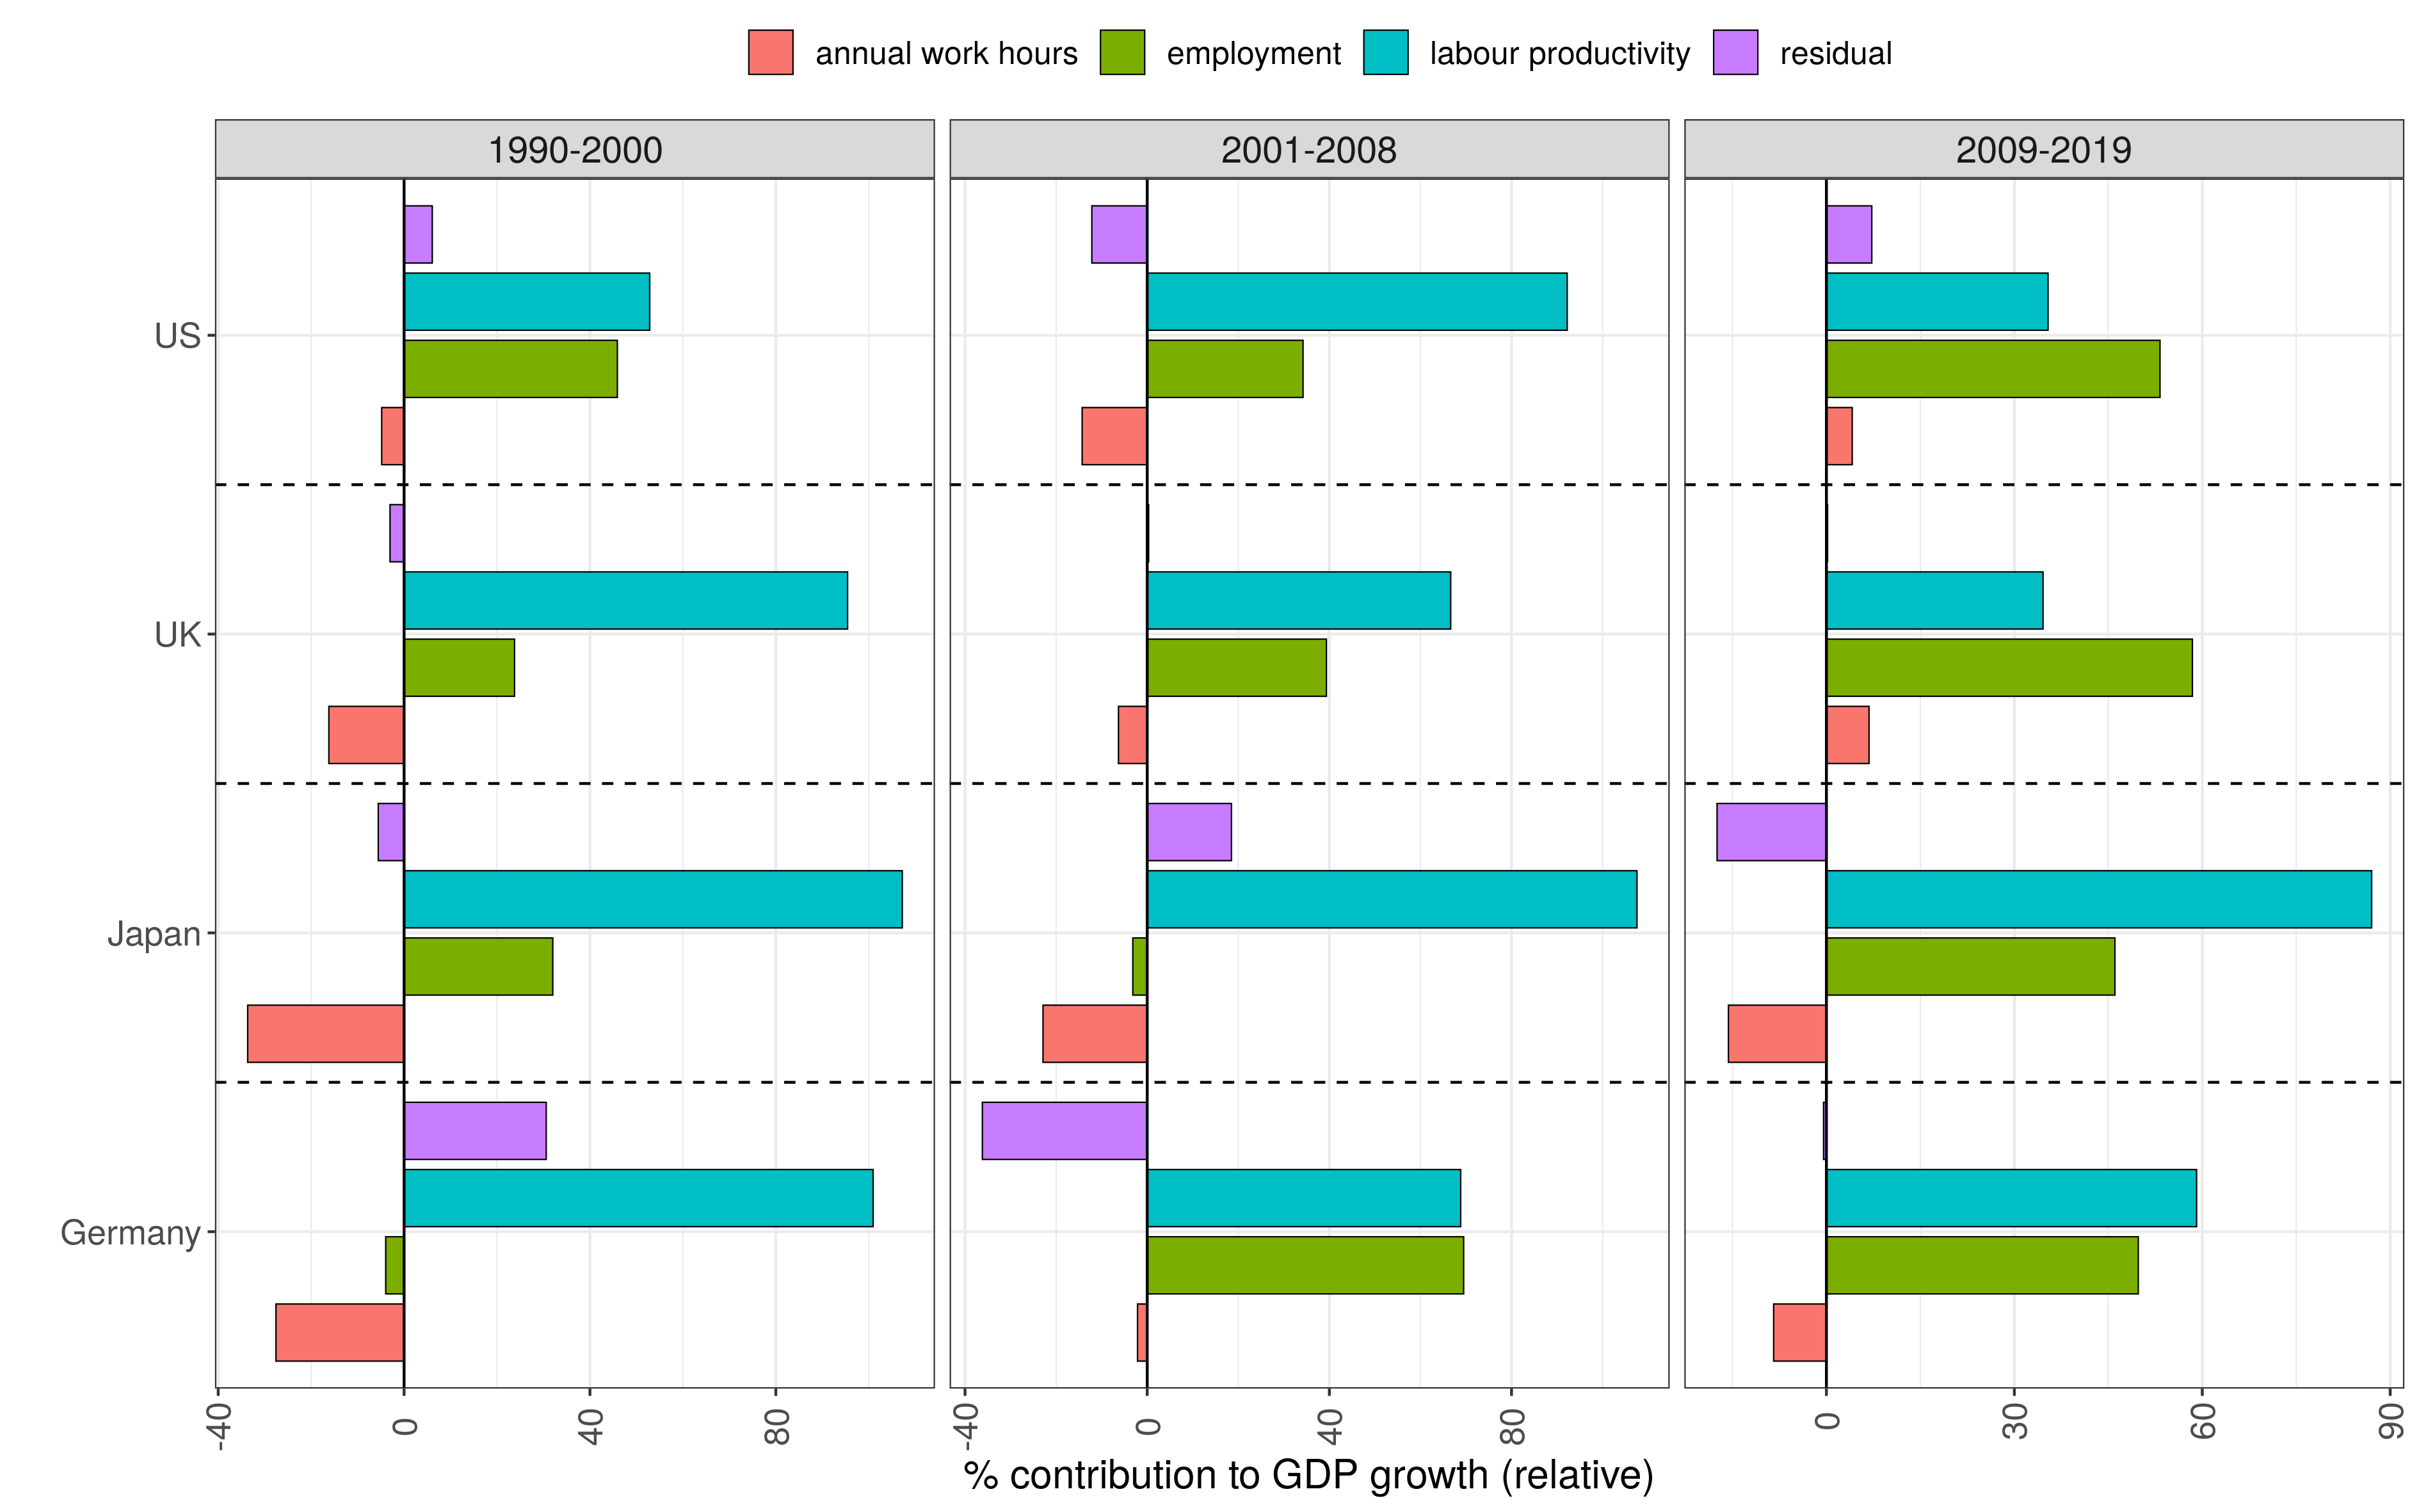 annual work hours employment labour productivity residual
1990-2000 2001-2008 2009-2019
US
UK
Japan
Germany
-40 0 40 80 -40 0 40 80 0 30 60 90
% contribution to GDP growth (relative)